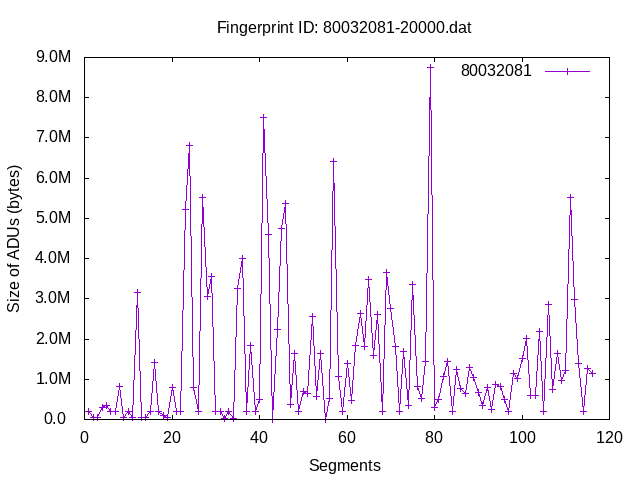 Fingerprint ID: 80032081-20000.dat
80032081
Size of ADUs (bytes)
9.0M
8.0M
7.0M
6.0M
5.0M
4.0M
3.0M
2.0M
1.0M
0.0
0 20 40 60 80 100 120
Segments